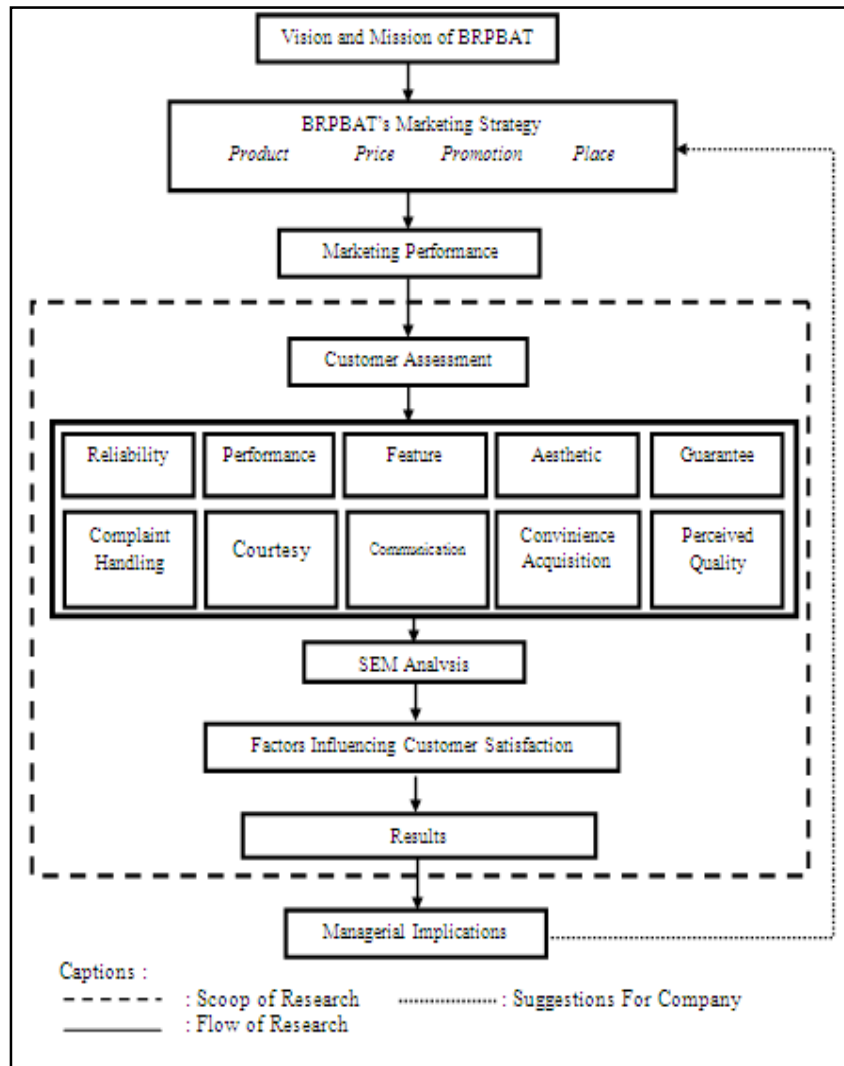 Vision and Mission of BRPBAT
BRPBAT's Marketing Strategy
Product Price Promotion Place
Marketing Performance
Customer Assessment
Reliability Performance Feature Aesthetic Guarantee
Complaint
Handling
Courtesy
Communication
Convinience
Acquisition
Perceived
Quality
SEM Analysis
Factors Influencing Customer Satisfaction
Results
Managerial Implications
Captions :
: Scoop of Research
: Suggestions For Company
: Flow of Research